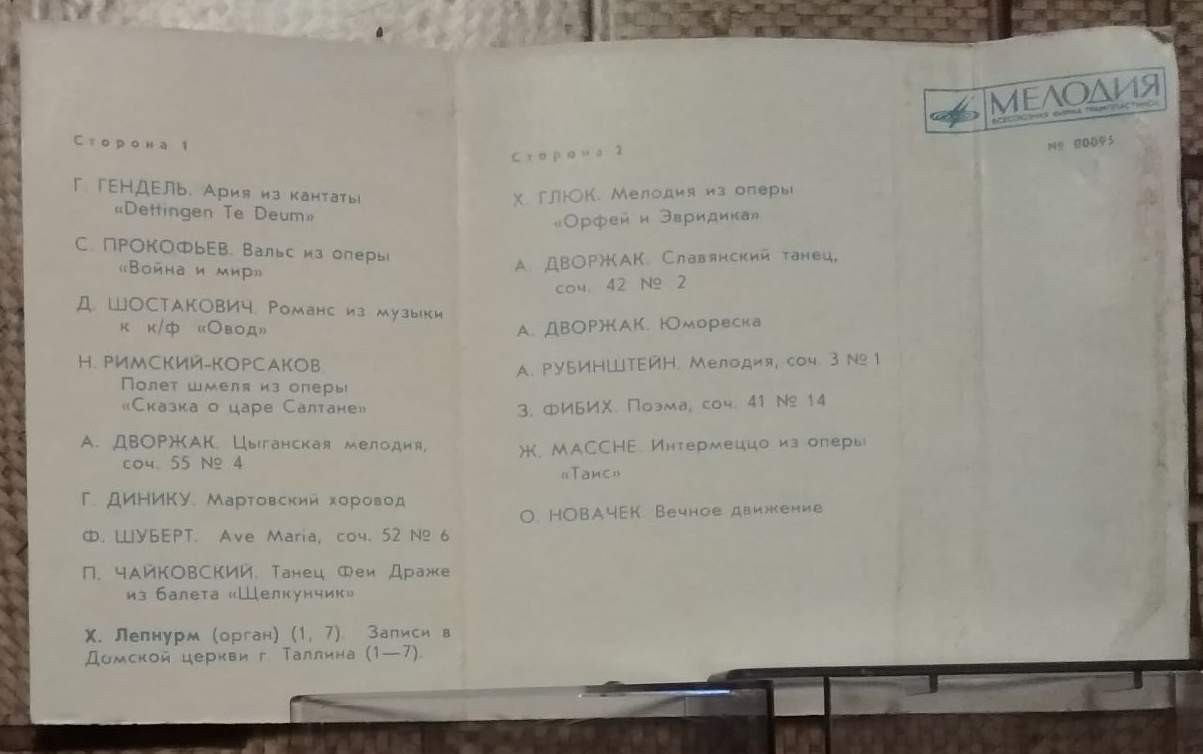 Сторона 1
Г. ГЕНДЕЛЬ. Ария из кантаты
«Dettingen Te Deum»
С. ПРОКОФЬЕВ. Вальс из оперы
«Война и мир»
Д. ШОСТАКОВИЧ. Романс из музыки
к к/ф «Овод»
Н. РИМСКИЙ-КОРСАКОВ.
Полет шмеля из оперы
«Сказка о царе Салтане»
А. ДВОРЖАК. Цыганская мелодия,
соч. 55 № 4
Г. ДИНИКУ. Мартовский хоровод
Ф. ШУБЕРТ. Ave Maria, соч. 52 № 6
П. ЧАЙКОВСКИЙ. Танец Феи Драже
из балета «Щелкунчик»
Х. Лепнурм (орган) (1, 7). Записи в
Домской церкви г. Таллина (1—7).
Сторона 2
Х. ГЛЮК. Мелодия из оперы
«Орфей и Эвридика»
А. ДВОРЖАК. Славянский танец,
соч. 42 № 2
А. ДВОРЖАК. Юмореска
А. РУБИНШТЕЙН. Мелодия, соч. 3 № 1
З. ФИБИХ. Поэма, соч. 41 № 14
Ж. МАССНЕ. Интермеццо из оперы
«Таис»
О. НОВАЧЕК. Вечное движение
МЕЛОДИЯ
ВСЕСОЮЗНАЯ ФИРМА ГРАМПЛАСТИНОК
№ 00095